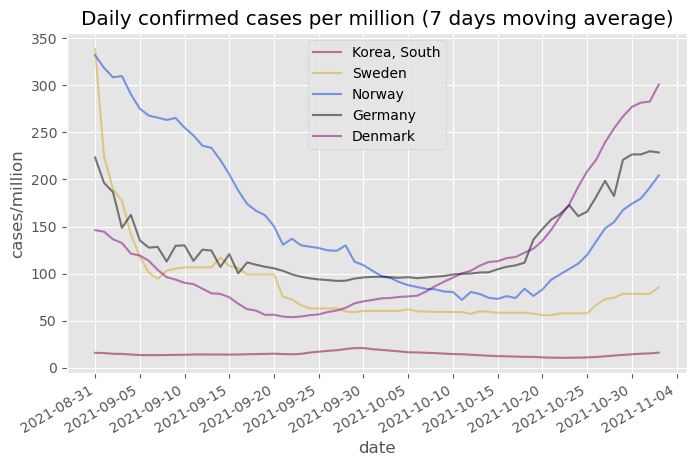 Daily confirmed cases per million (7 days moving average)
350
300
250
200
150
100
50
0
cases/million
Korea, South
Sweden
Norway
Germany
Denmark
2021-08-31
2021-09-05
2021-09-10
2021-09-15
2021-09-20
2021-09-25
2021-09-30
2021-10-05
2021-10-10
2021-10-15
2021-10-20
2021-10-25
2021-10-30
2021-11-04
date